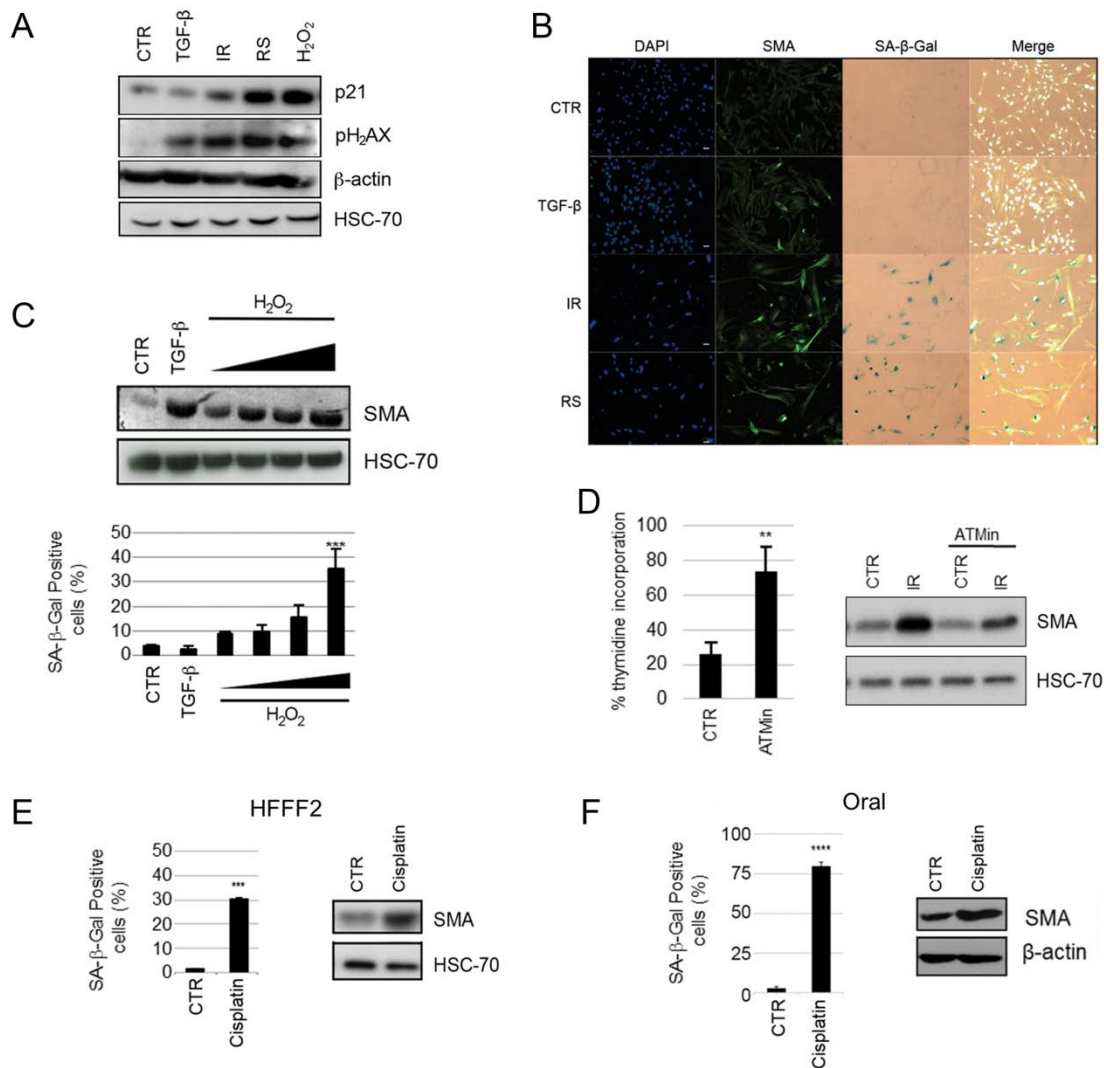 A
CTR
TGF-β
IR
RS
H₂O₂
p21
pH₂AX
β-actin
HSC-70
B
DAPI
SMA
SA-β-Gal
Merge
CTR
TGF-β
IR
RS
C
H₂O₂
CTR
TGF-β
SMA
HSC-70
SA-β-Gal Positive
cells (%)
50
40
30
20
10
0
***
CTR
TGF-β
H₂O₂
D
% thymidine incorporation
100
80
60
40
20
0
**
CTR
ATMin
ATMin
CTR
IR
CTR
IR
SMA
HSC-70
E
HFFF2
SA-β-Gal Positive
cells (%)
50
40
30
20
10
0
***
CTR
Cisplatin
CTR
Cisplatin
SMA
HSC-70
F
Oral
SA-β-Gal Positive
cells (%)
100
75
50
25
0
****
CTR
Cisplatin
CTR
Cisplatin
SMA
β-actin